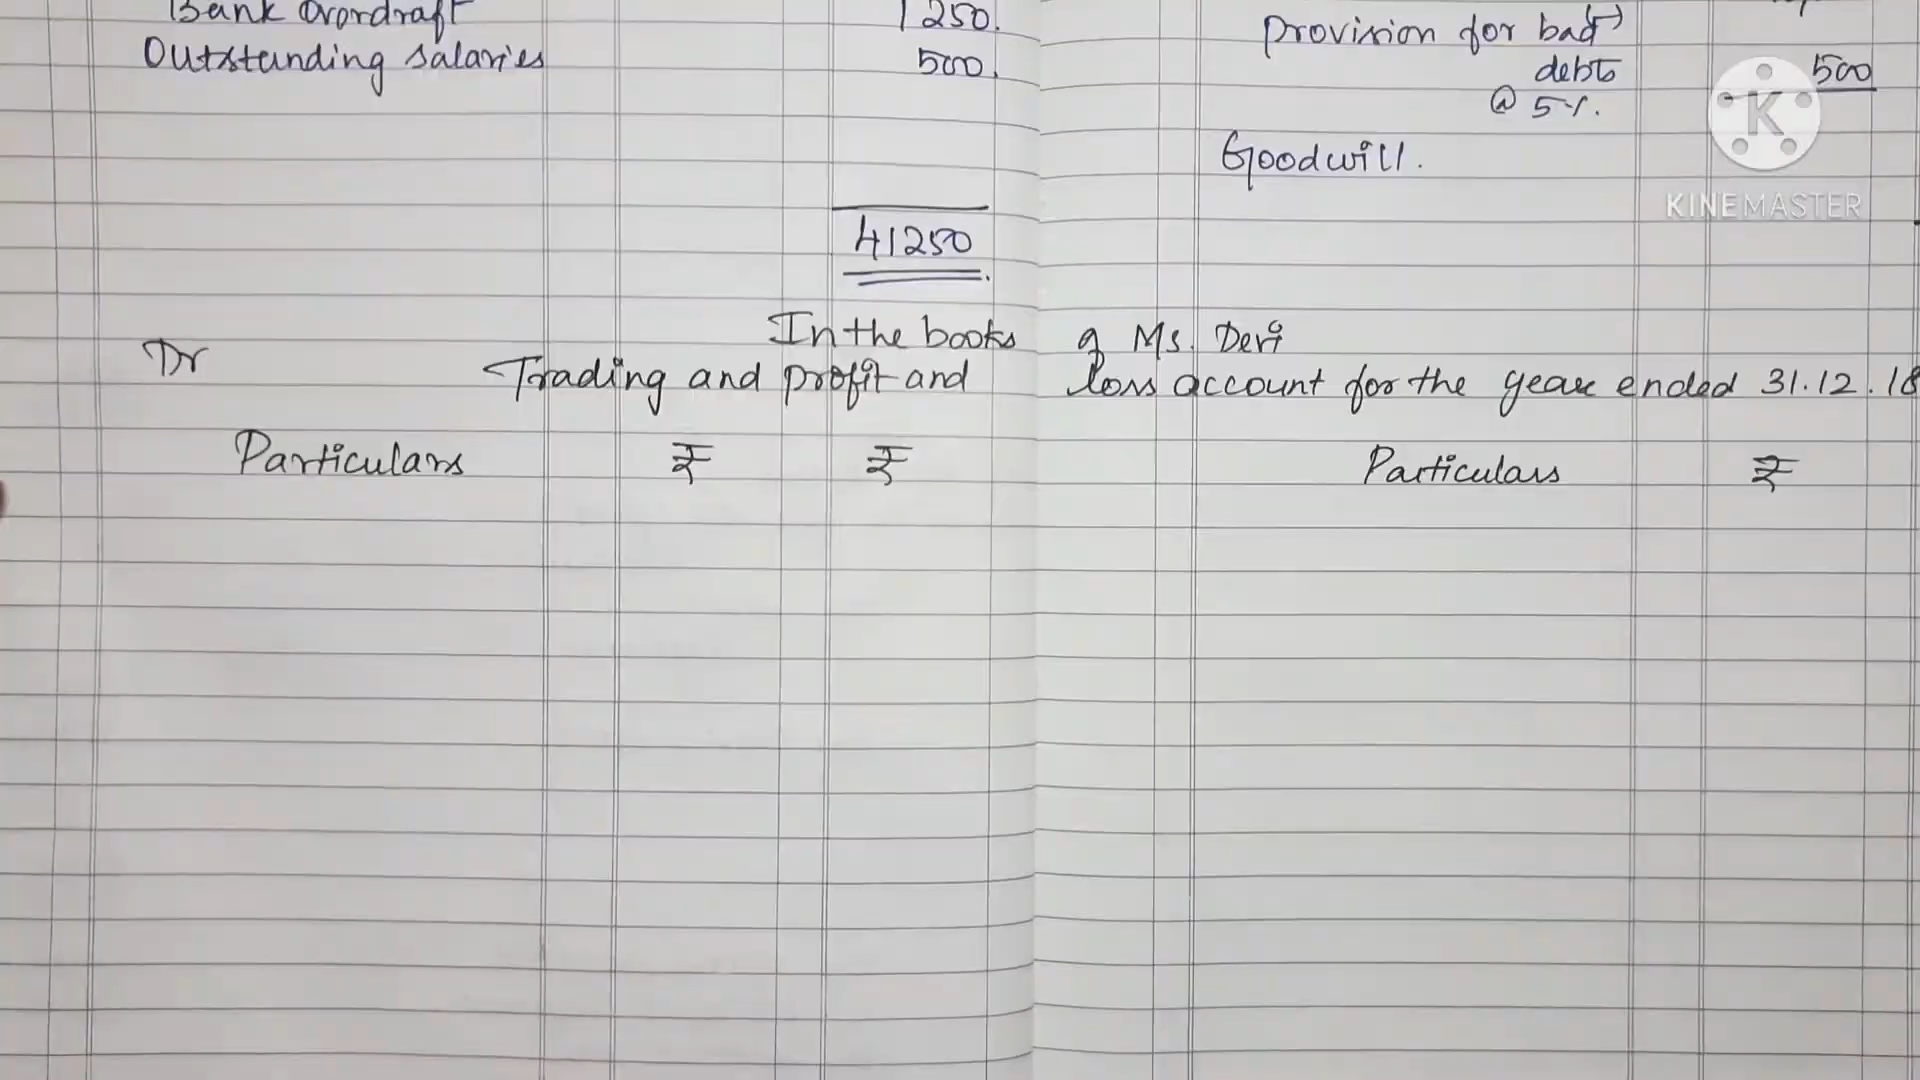 Bank Overdraft 1250.
Outstanding salaries 500.
41250
Provision for bad (-)
debts 500
@ 5%.
Goodwill.
KINEMASTER
In the books of Ms. Devi
Dr
Trading and profit and loss account for the year ended 31.12.18
Particulars ₹ ₹ Particulars ₹